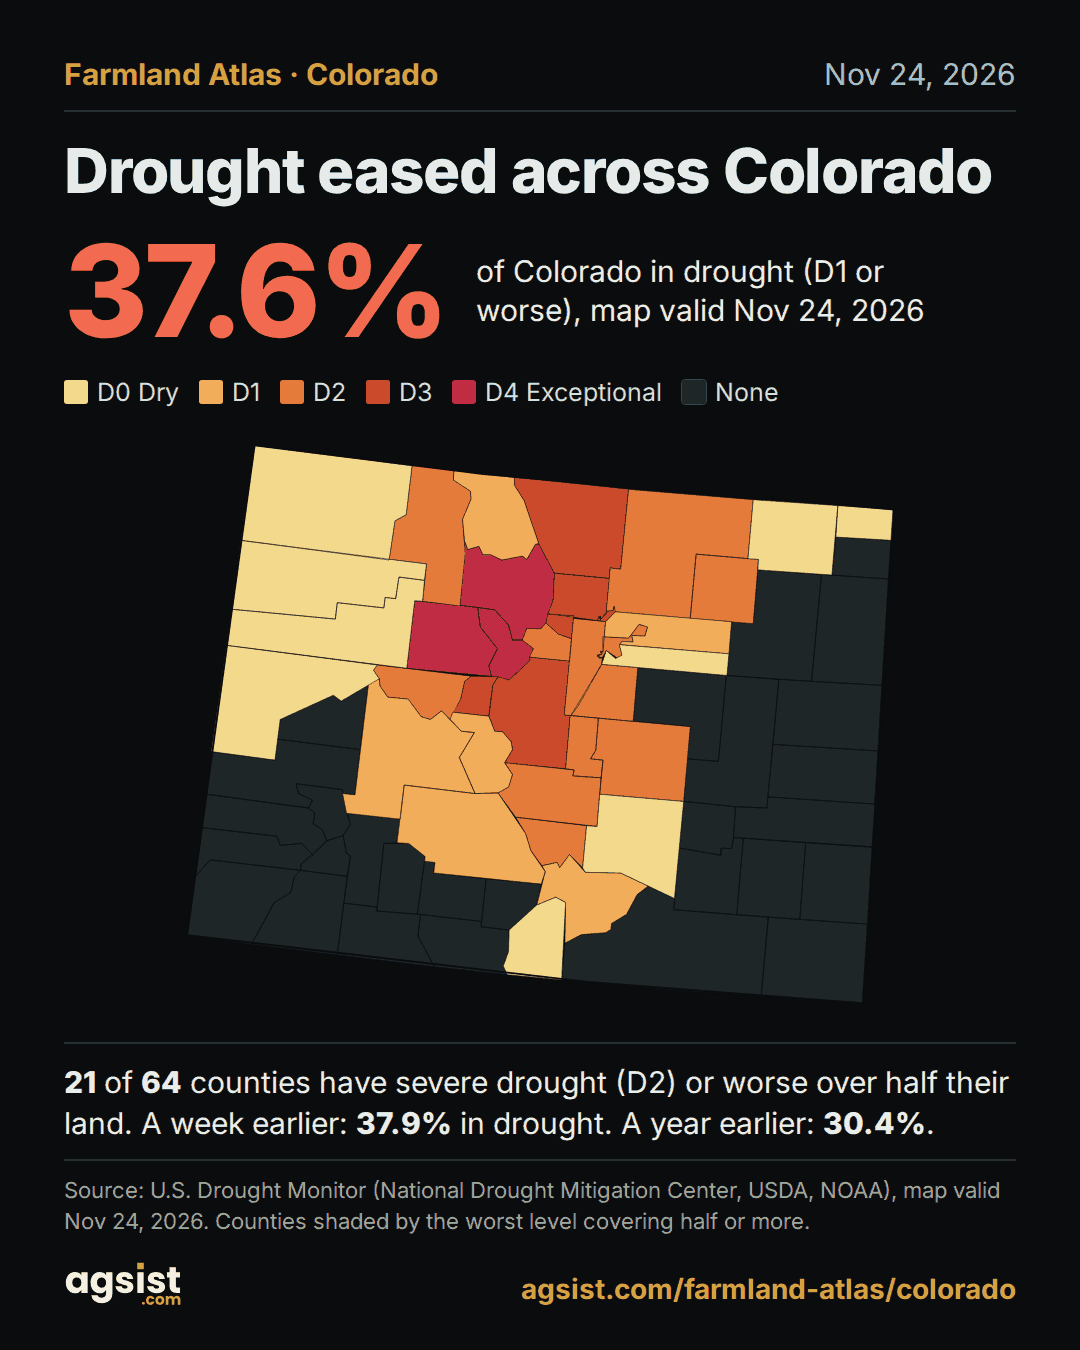 Farmland Atlas · Colorado
Nov 24, 2026
Drought eased across Colorado
37.6%
of Colorado in drought (D1 or
worse), map valid Nov 24, 2026
D0 Dry D1 D2 D3 D4 Exceptional None
21 of 64 counties have severe drought (D2) or worse over half their
land. A week earlier: 37.9% in drought. A year earlier: 30.4%.
Source: U.S. Drought Monitor (National Drought Mitigation Center, USDA, NOAA), map valid
Nov 24, 2026. Counties shaded by the worst level covering half or more.
agsist
.com
agsist.com/farmland-atlas/colorado